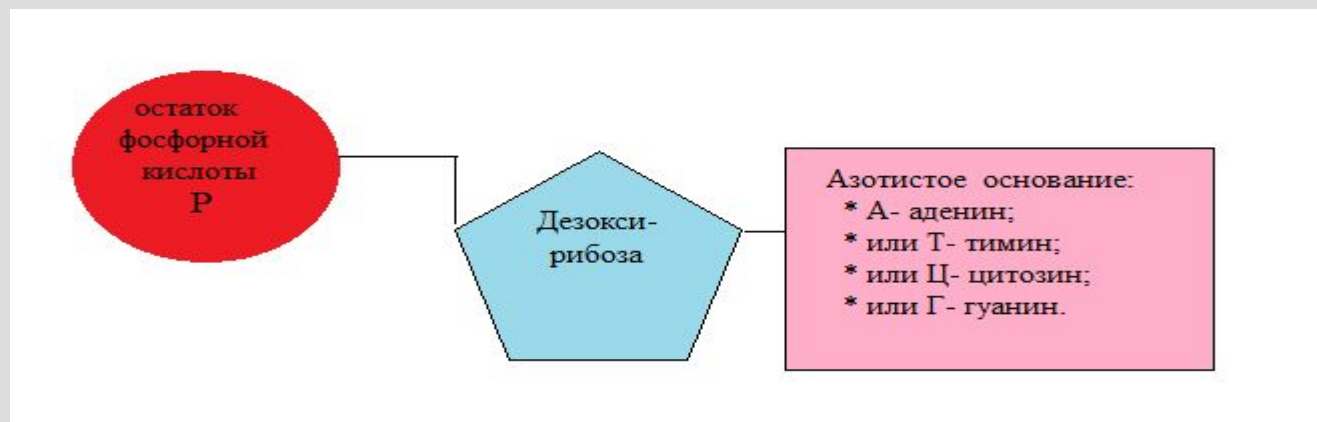 остаток
фосфорной
кислоты
Р
Дезокси-
рибоза
Азотистое основание:
* А- аденин;
* или Т- тимин;
* или Ц- цитозин;
* или Г- гуанин.